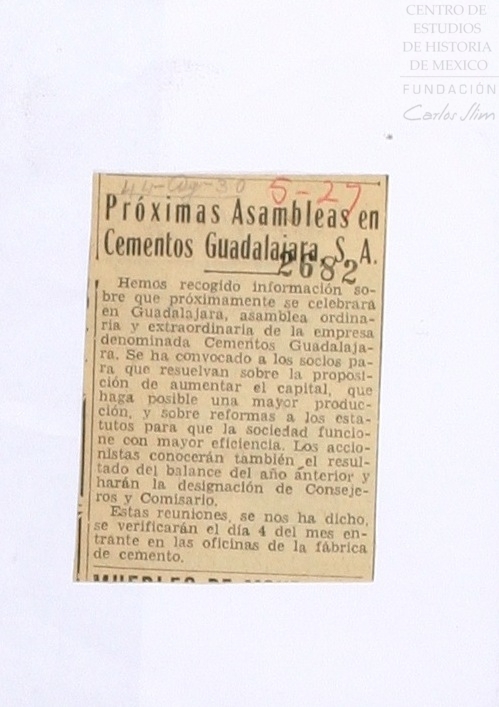 CENTRO DE
ESTUDIOS
DE HISTORIA
DE MEXICO
FUNDACIÓN
Carlos Slim
44-Ag-30
5-27
Próximas Asambleas en
Cementos Guadalajara, S. A.
2682
Hemos recogido información so-
bre que próximamente se celebrará
en Guadalajara, asamblea ordina-
ria y extraordinaria de la empresa
denominada Cementos Guadalaja-
ra. Se ha convocado a los socios pa-
ra que resuelvan sobre la proposi-
ción de aumentar el capital, que
haga posible una mayor produc-
ción, y sobre reformas a los esta-
tutos para que la sociedad funcio-
ne con mayor eficiencia. Los accio-
nistas conocerán también el resul-
tado del balance del año anterior y
harán la designación de Conseje-
ros y Comisario.
Estas reuniones, se nos ha dicho,
se verificarán el día 4 del mes en-
trante en las oficinas de la fábrica
de cemento.
MUEBLES DE